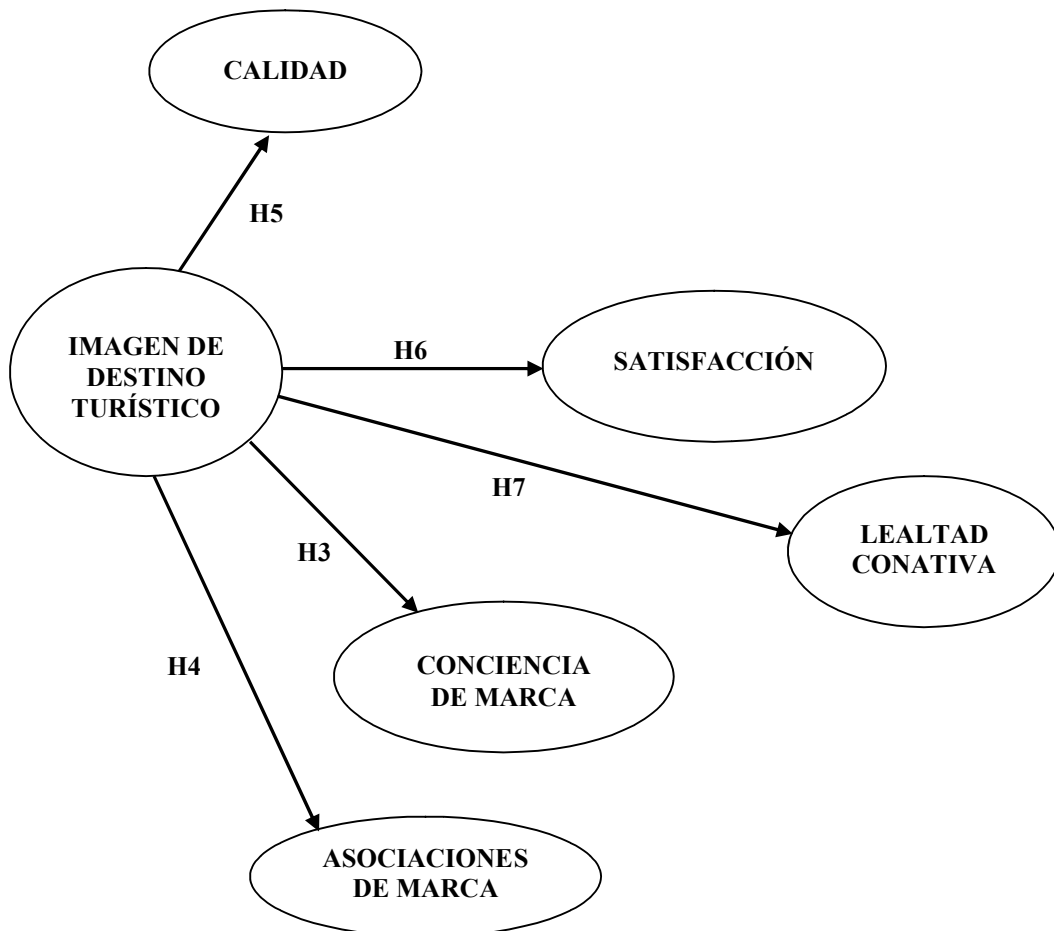 CALIDAD
H5
IMAGEN DE
DESTINO
TURÍSTICO
H6
SATISFACCIÓN
H7
LEALTAD
CONATIVA
H3
CONCIENCIA
DE MARCA
H4
ASOCIACIONES
DE MARCA